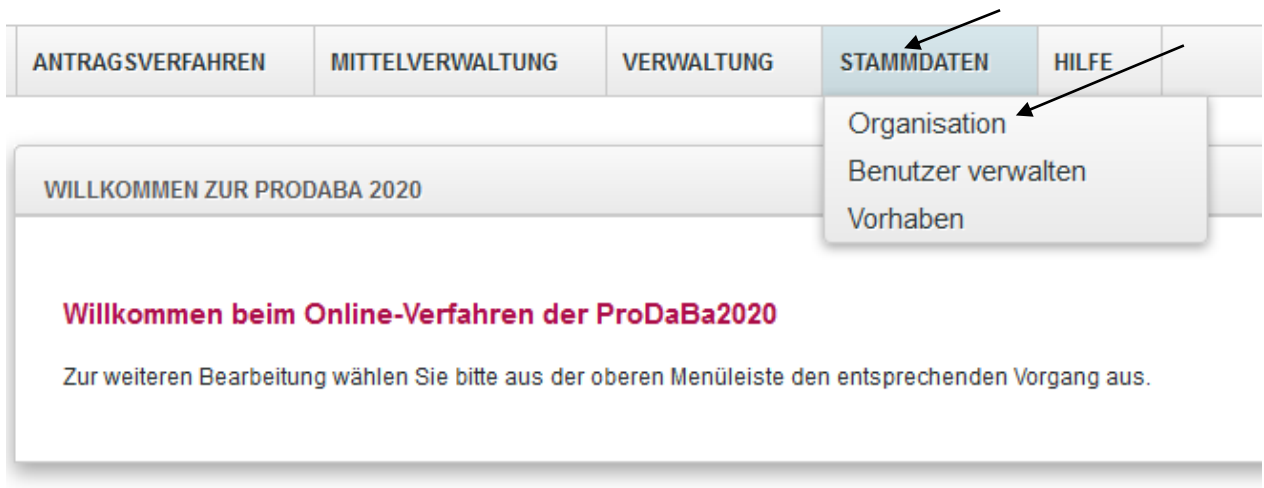 ANTRAGSVERFAHREN MITTELVERWALTUNG VERWALTUNG STAMMDATEN HILFE
Organisation
Benutzer verwalten
Vorhaben
WILLKOMMEN ZUR PRODABA 2020
Willkommen beim Online-Verfahren der ProDaBa2020
Zur weiteren Bearbeitung wählen Sie bitte aus der oberen Menüleiste den entsprechenden Vorgang aus.